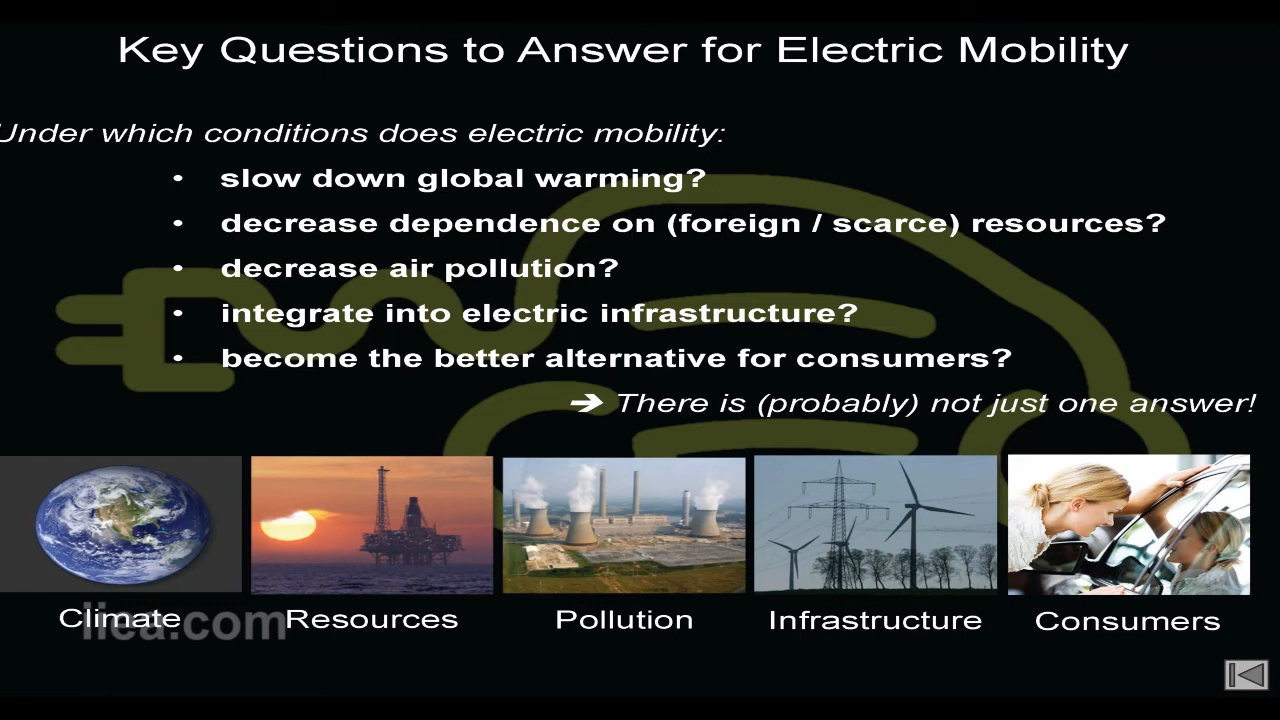 Key Questions to Answer for Electric Mobility
Under which conditions does electric mobility:
• slow down global warming?
• decrease dependence on (foreign / scarce) resources?
• decrease air pollution?
• integrate into electric infrastructure?
• become the better alternative for consumers?
➔ There is (probably) not just one answer!
Climate Resources Pollution Infrastructure Consumers